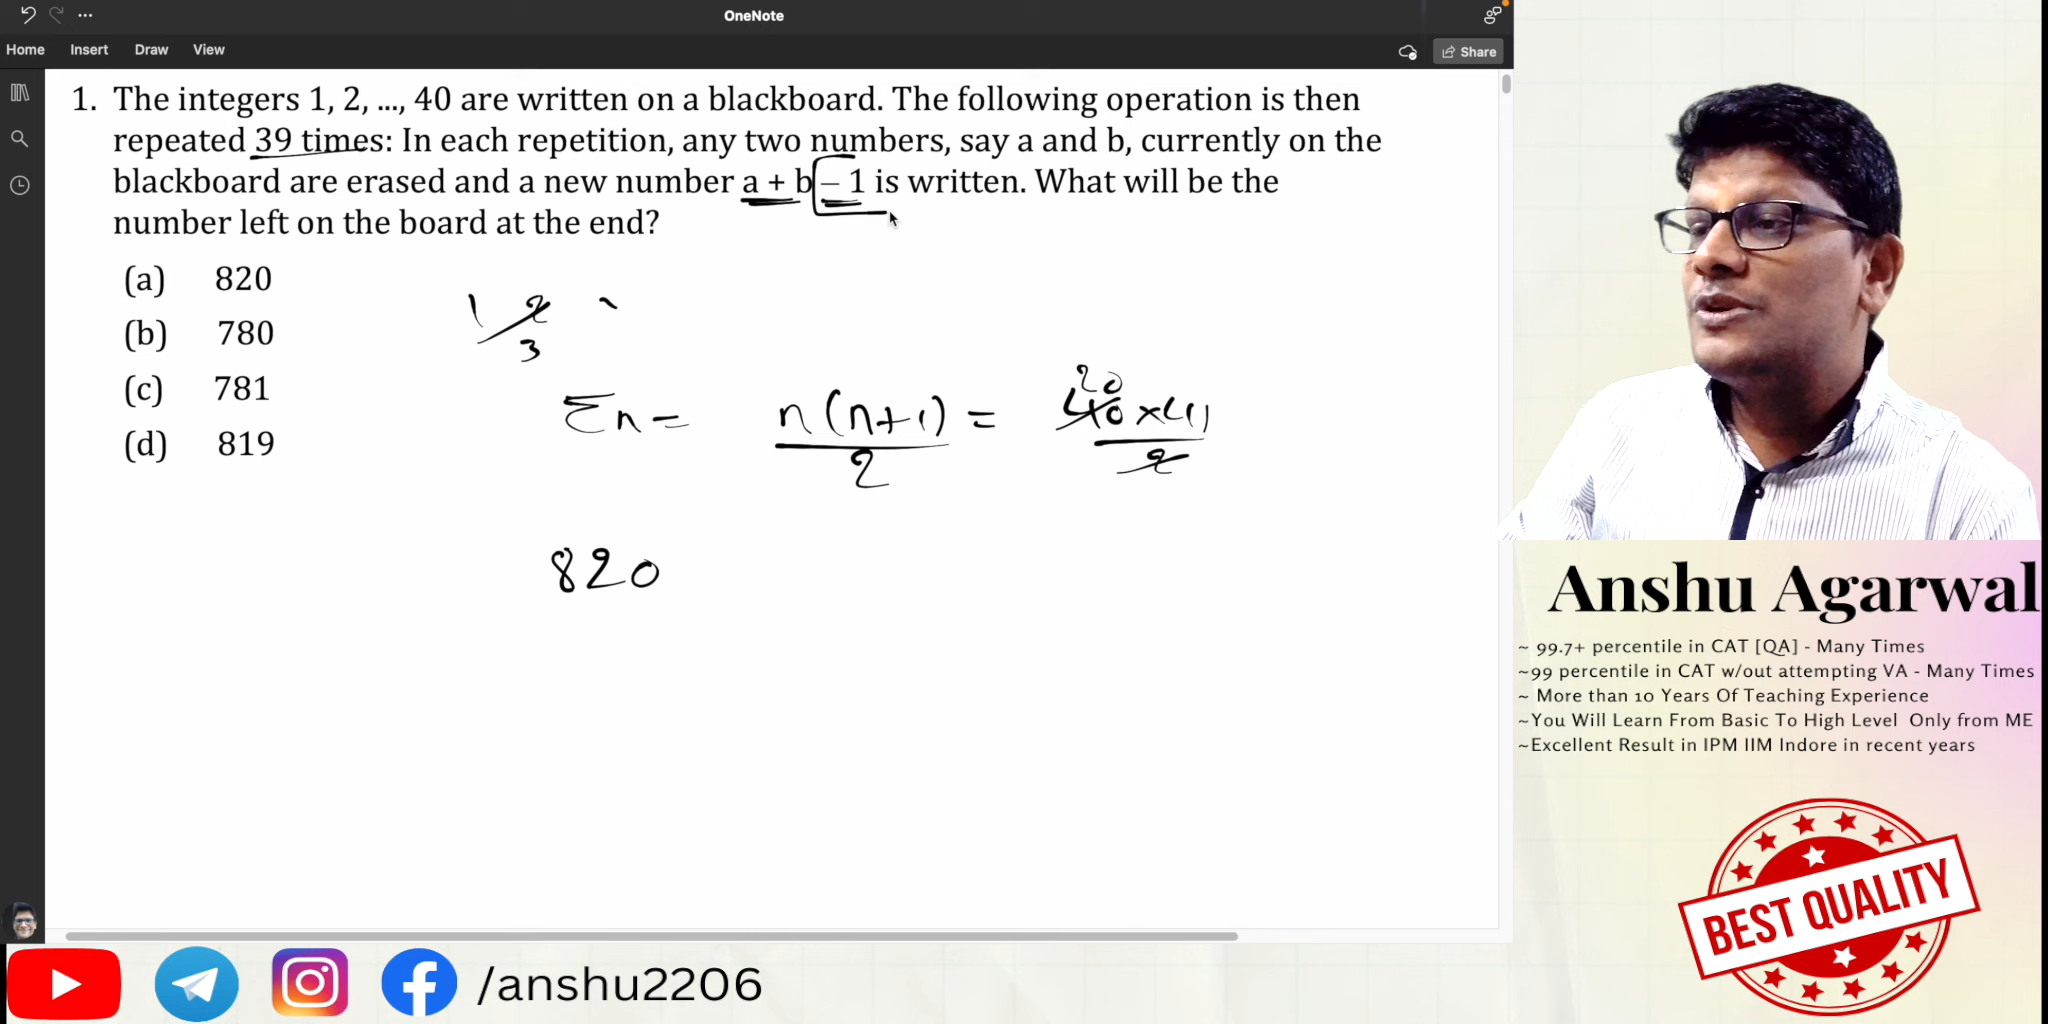 OneNote
Home Insert Draw View
Share
1. The integers 1, 2, ..., 40 are written on a blackboard. The following operation is then
repeated 39 times: In each repetition, any two numbers, say a and b, currently on the
blackboard are erased and a new number a + b – 1 is written. What will be the
number left on the board at the end?
(a) 820
(b) 780
(c) 781
(d) 819
1 2
3
Σn = n(n+1)/2 = 40×41/2
20
820
Anshu Agarwal
~ 99.7+ percentile in CAT [QA] - Many Times
~99 percentile in CAT w/out attempting VA - Many Times
~ More than 10 Years Of Teaching Experience
~You Will Learn From Basic To High Level Only from ME
~Excellent Result in IPM IIM Indore in recent years
BEST QUALITY
/anshu2206